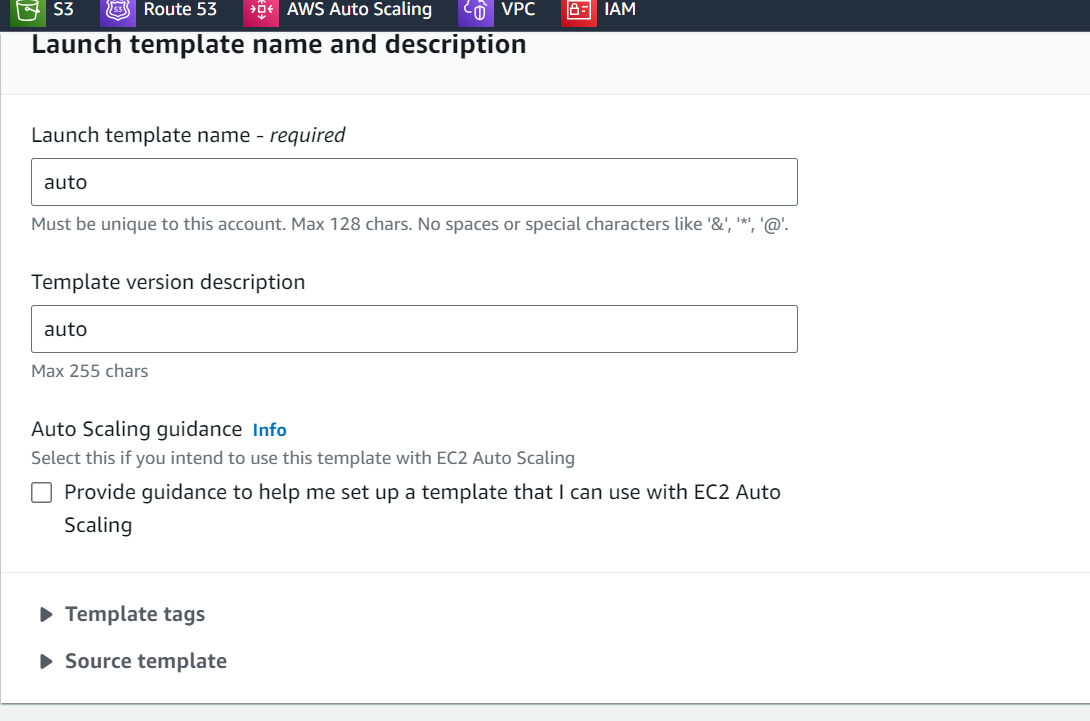 S3 Route 53 AWS Auto Scaling VPC IAM
Launch template name and description
Launch template name - required
auto
Must be unique to this account. Max 128 chars. No spaces or special characters like '&', '*', '@'.
Template version description
auto
Max 255 chars
Auto Scaling guidance Info
Select this if you intend to use this template with EC2 Auto Scaling
Provide guidance to help me set up a template that I can use with EC2 Auto
Scaling
Template tags
Source template